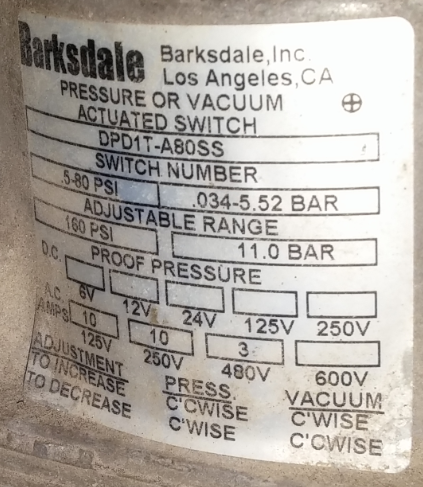 Barksdale Barksdale, Inc.
Los Angeles, CA
PRESSURE OR VACUUM
ACTUATED SWITCH
DPD1T-A80SS
SWITCH NUMBER
.5-80 PSI .034-5.52 BAR
ADJUSTABLE RANGE
160 PSI 11.0 BAR
PROOF PRESSURE
D.C.
6V 12V 24V 125V 250V
A.C.
AMPS 10 10 3
125V 250V 480V 600V
ADJUSTMENT PRESS. VACUUM
TO INCREASE C'CWISE C'WISE
TO DECREASE C'WISE C'CWISE